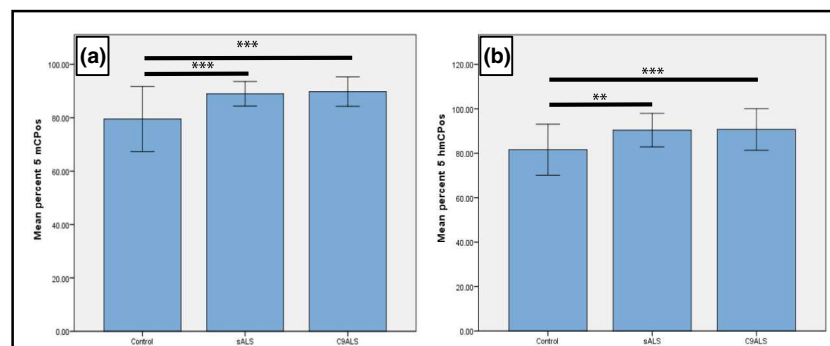 (a)
***
***
100.00
80.00
60.00
40.00
20.00
0.00
Mean percent 5 mCPos
Control
sALS
C9ALS
(b)
***
**
120.00
100.00
80.00
60.00
40.00
20.00
0.00
Mean percent 5 hmCPos
Control
sALS
C9ALS